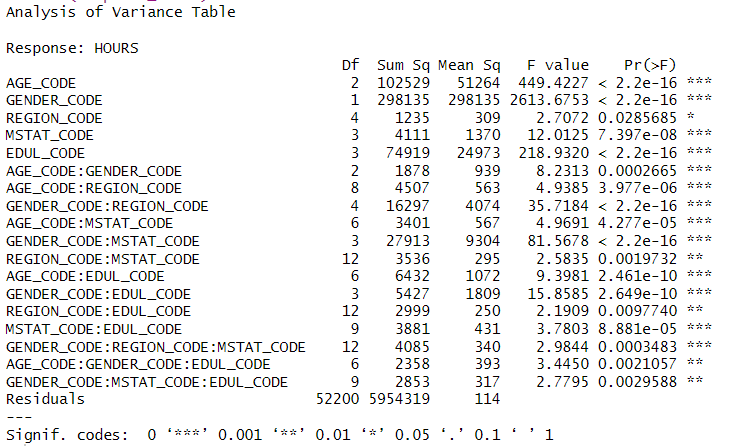 Analysis of Variance Table
Response: HOURS
Df Sum Sq Mean Sq F value Pr(>F)
AGE_CODE 2 102529 51264 449.4227 < 2.2e-16 ***
GENDER_CODE 1 298135 298135 2613.6753 < 2.2e-16 ***
REGION_CODE 4 1235 309 2.7072 0.0285685 *
MSTAT_CODE 3 4111 1370 12.0125 7.397e-08 ***
EDUL_CODE 3 74919 24973 218.9320 < 2.2e-16 ***
AGE_CODE:GENDER_CODE 2 1878 939 8.2313 0.0002665 ***
AGE_CODE:REGION_CODE 8 4507 563 4.9385 3.977e-06 ***
GENDER_CODE:REGION_CODE 4 16297 4074 35.7184 < 2.2e-16 ***
AGE_CODE:MSTAT_CODE 6 3401 567 4.9691 4.277e-05 ***
GENDER_CODE:MSTAT_CODE 3 27913 9304 81.5678 < 2.2e-16 ***
REGION_CODE:MSTAT_CODE 12 3536 295 2.5835 0.0019732 **
AGE_CODE:EDUL_CODE 6 6432 1072 9.3981 2.461e-10 ***
GENDER_CODE:EDUL_CODE 3 5427 1809 15.8585 2.649e-10 ***
REGION_CODE:EDUL_CODE 12 2999 250 2.1909 0.0097740 **
MSTAT_CODE:EDUL_CODE 9 3881 431 3.7803 8.881e-05 ***
GENDER_CODE:REGION_CODE:MSTAT_CODE 12 4085 340 2.9844 0.0003483 ***
AGE_CODE:GENDER_CODE:EDUL_CODE 6 2358 393 3.4450 0.0021057 **
GENDER_CODE:MSTAT_CODE:EDUL_CODE 9 2853 317 2.7795 0.0029588 **
Residuals 52200 5954319 114
---
Signif. codes: 0 ‘***’ 0.001 ‘**’ 0.01 ‘*’ 0.05 ‘.’ 0.1 ‘ ’ 1